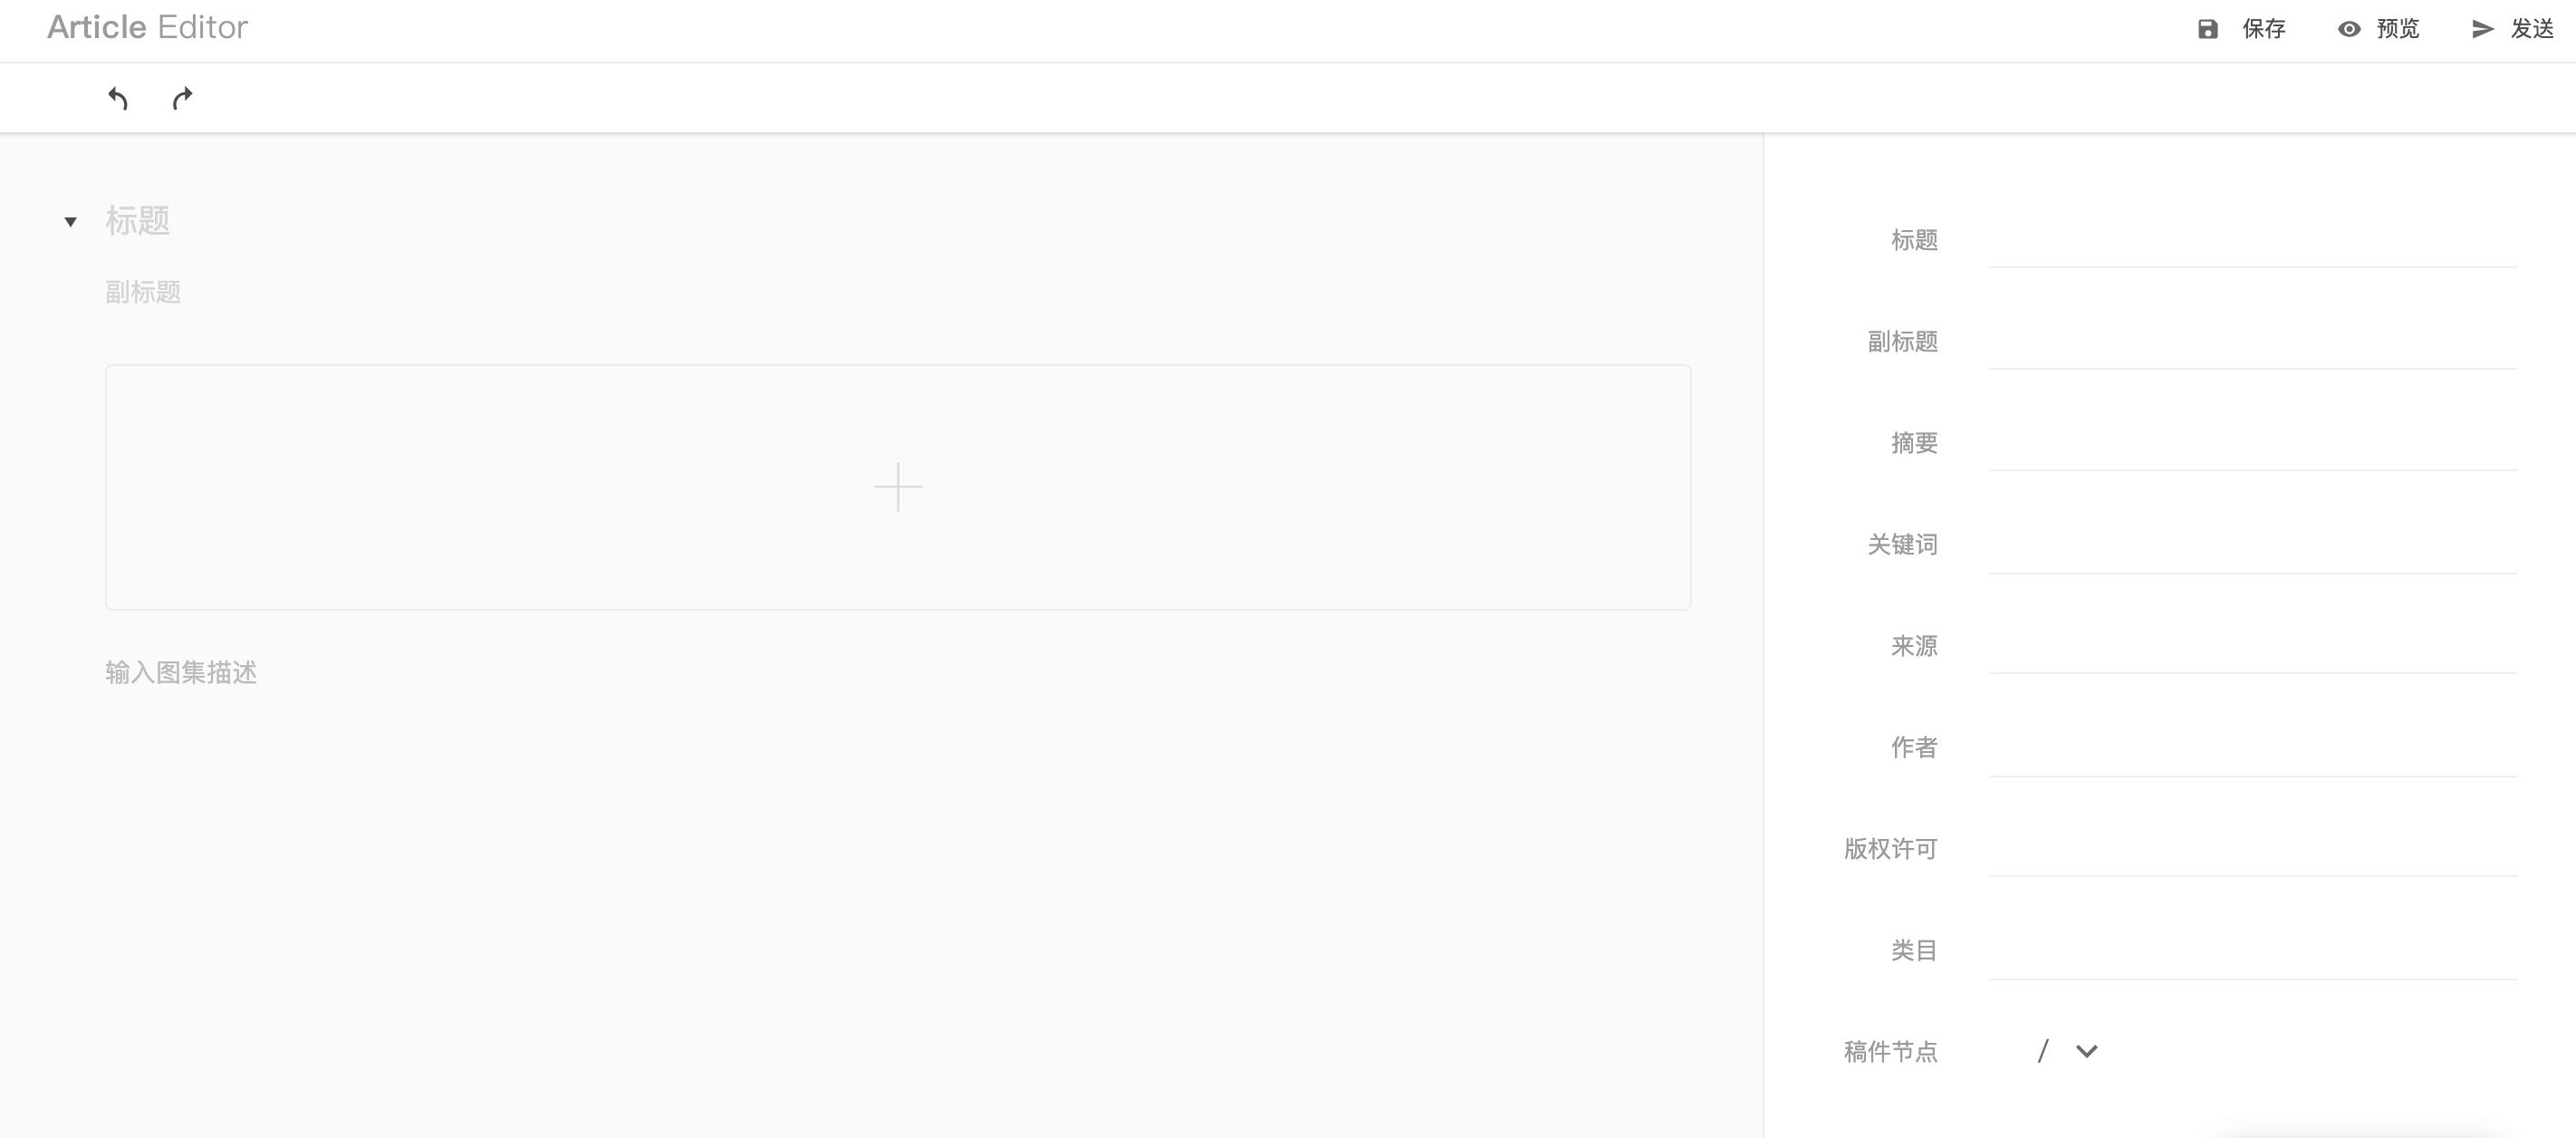 Article Editor
保存 预览 发送
标题
副标题
输入图集描述
标题
副标题
摘要
关键词
来源
作者
版权许可
类目
稿件节点 /